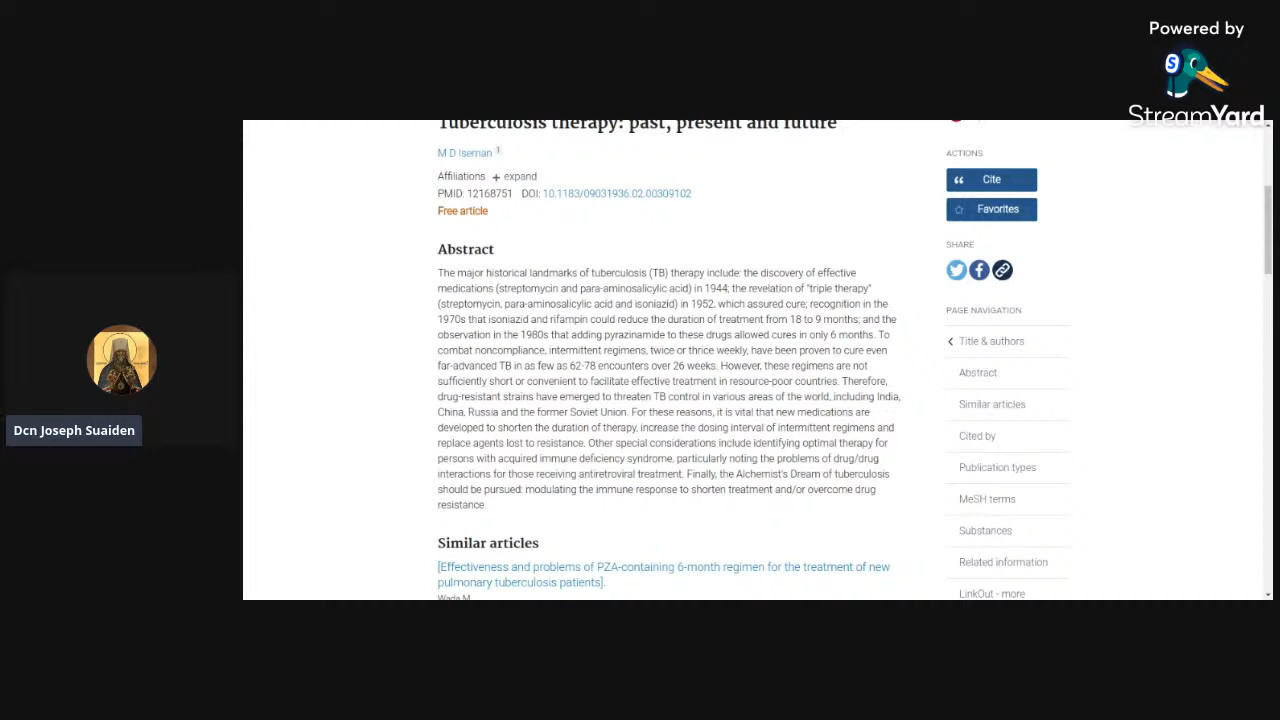 Powered by
StreamYard
Tuberculosis therapy: past, present and future
M D Iseman 1
Affiliations + expand
PMID: 12168751 DOI: 10.1183/09031936.02.00309102
Free article
Abstract
The major historical landmarks of tuberculosis (TB) therapy include: the discovery of effective
medications (streptomycin and para-aminosalicylic acid) in 1944; the revelation of "triple therapy"
(streptomycin, para-aminosalicylic acid and isoniazid) in 1952, which assured cure; recognition in the
1970s that isoniazid and rifampin could reduce the duration of treatment from 18 to 9 months; and the
observation in the 1980s that adding pyrazinamide to these drugs allowed cures in only 6 months. To
combat noncompliance, intermittent regimens, twice or thrice weekly, have been proven to cure even
far-advanced TB in as few as 62-78 encounters over 26 weeks. However, these regimens are not
sufficiently short or convenient to facilitate effective treatment in resource-poor countries. Therefore,
drug-resistant strains have emerged to threaten TB control in various areas of the world, including India,
China, Russia and the former Soviet Union. For these reasons, it is vital that new medications are
developed to shorten the duration of therapy, increase the dosing interval of intermittent regimens and
replace agents lost to resistance. Other special considerations include identifying optimal therapy for
persons with acquired immune deficiency syndrome, particularly noting the problems of drug/drug
interactions for those receiving antiretroviral treatment. Finally, the Alchemist's Dream of tuberculosis
should be pursued: modulating the immune response to shorten treatment and/or overcome drug
resistance.
Similar articles
[Effectiveness and problems of PZA-containing 6-month regimen for the treatment of new
pulmonary tuberculosis patients].
Wada M.
ACTIONS
Cite
Favorites
SHARE
PAGE NAVIGATION
Title & authors
Abstract
Similar articles
Cited by
Publication types
MeSH terms
Substances
Related information
LinkOut - more
Dcn Joseph Suaiden